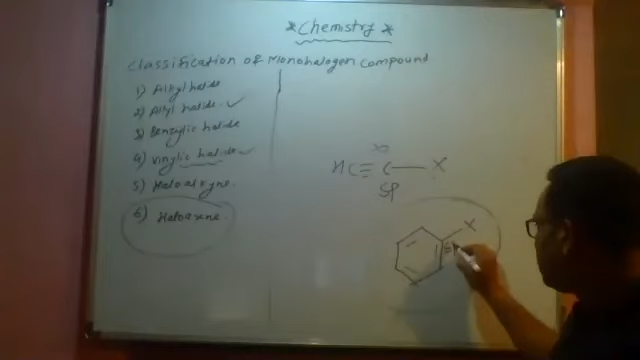 *Chemistry*
Classification of Monohalogen Compound
1) Alkyl halide
2) Allyl halide ✓
3) Benzylic halide
4) Vinylic halide ✓
5) Haloalkyne.
6) Haloarene.
HC≡C—X
SP
X